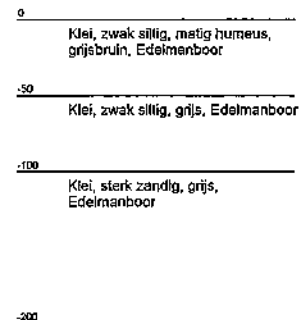 0
Klei, zwak siltig, matig humeus,
grijsbruin, Edelmanboor
-50
Klei, zwak siltig, grijs, Edelmanboor
-100
Klei, sterk zandig, grijs,
Edelmanboor
-200